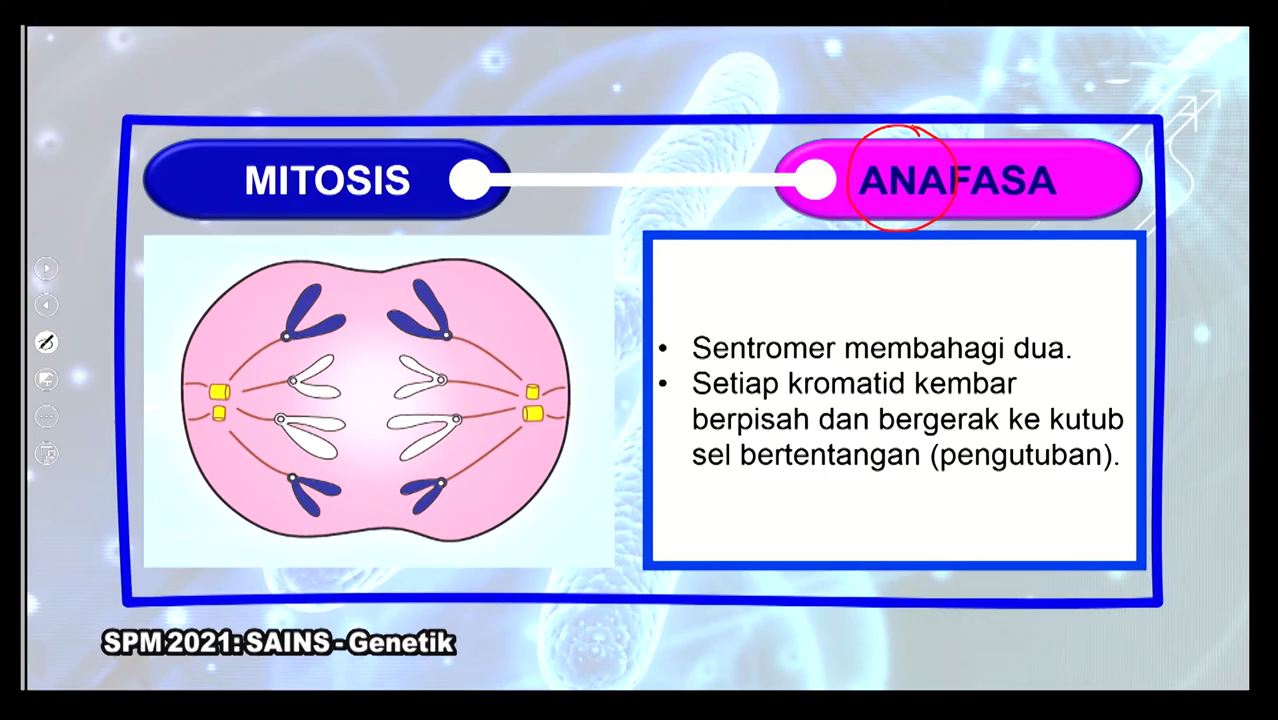 MITOSIS
ANAFASA
• Sentromer membahagi dua.
• Setiap kromatid kembar
berpisah dan bergerak ke kutub
sel bertentangan (pengutuban).
SPM 2021: SAINS - Genetik